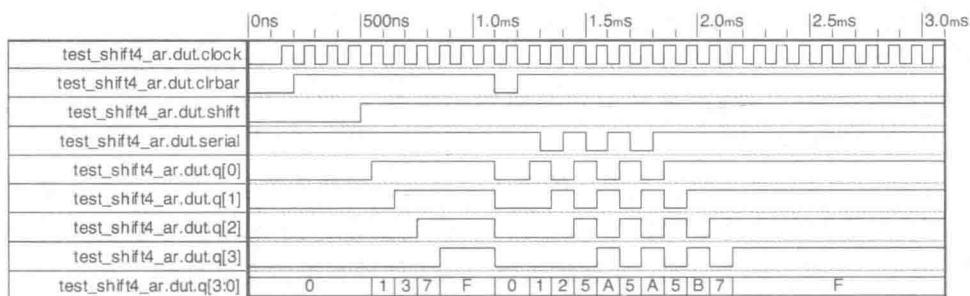 0ns 500ns 1.0ms 1.5ms 2.0ms 2.5ms 3.0ms
test_shift4_ar.dut.clock
test_shift4_ar.dut.clrbar
test_shift4_ar.dut.shift
test_shift4_ar.dut.serial
test_shift4_ar.dut.q[0]
test_shift4_ar.dut.q[1]
test_shift4_ar.dut.q[2]
test_shift4_ar.dut.q[3]
test_shift4_ar.dut.q[3:0] 0 1 3 7 F 0 1 2 5 A 5 A 5 B 7 F